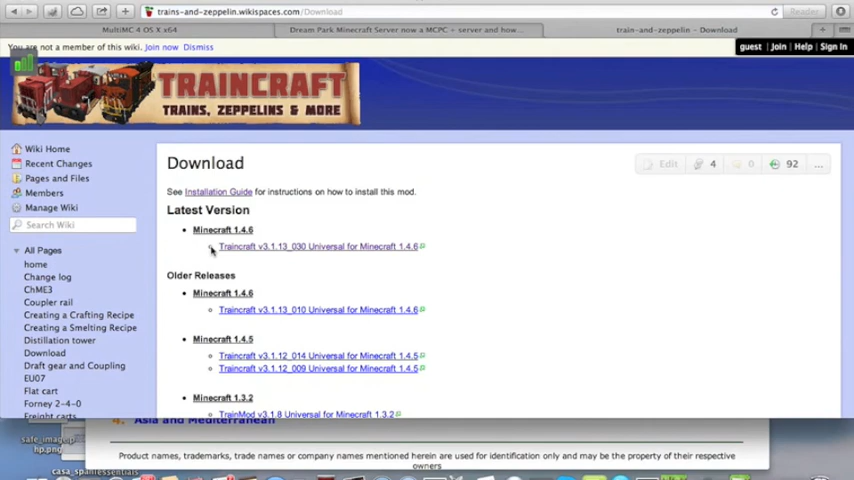 trains-and-zeppelin.wikispaces.com/Download
Reader
MultiMC 4 OS X x64
Dream Park Minecraft Server now a MCPC + server and how...
train-and-zeppelin - Download
You are not a member of this wiki. Join now Dismiss
guest Join Help Sign In
TRAINCRAFT
TRAINS, ZEPPELINS & MORE
Wiki Home
Recent Changes
Pages and Files
Members
Manage Wiki
Search Wiki
All Pages
home
Change log
ChME3
Coupler rail
Creating a Crafting Recipe
Creating a Smelting Recipe
Distillation tower
Download
Draft gear and Coupling
EU07
Flat cart
Forney 2-4-0
Freight carts
Download
Edit 4 0 92 ...
See Installation Guide for instructions on how to install this mod.
Latest Version
Minecraft 1.4.6
Traincraft v3.1.13_030 Universal for Minecraft 1.4.6
Older Releases
Minecraft 1.4.6
Traincraft v3.1.13_010 Universal for Minecraft 1.4.6
Minecraft 1.4.5
Traincraft v3.1.12_014 Universal for Minecraft 1.4.5
Traincraft v3.1.12_009 Universal for Minecraft 1.4.5
Minecraft 1.3.2
TrainMod v3.1.8 Universal for Minecraft 1.3.2
4. Asia and Mediterranean
Product names, trademarks, trade names or company names mentioned herein are used for identification only and may be the property of their respective
owners
safe_image.p
hp.png
casa_spani
essentials